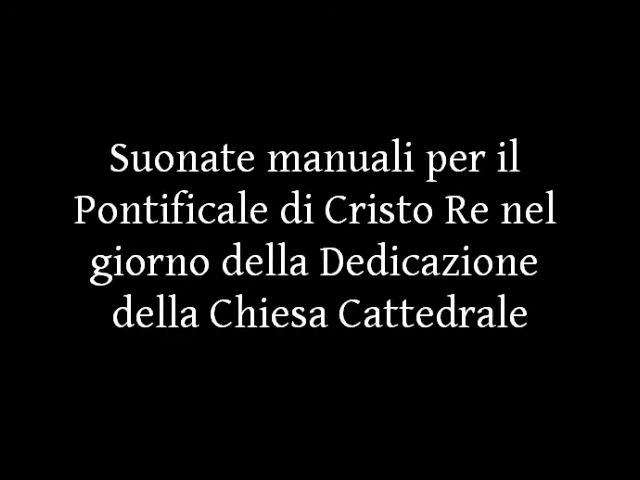 Suonate manuali per il
Pontificale di Cristo Re nel
giorno della Dedicazione
della Chiesa Cattedrale